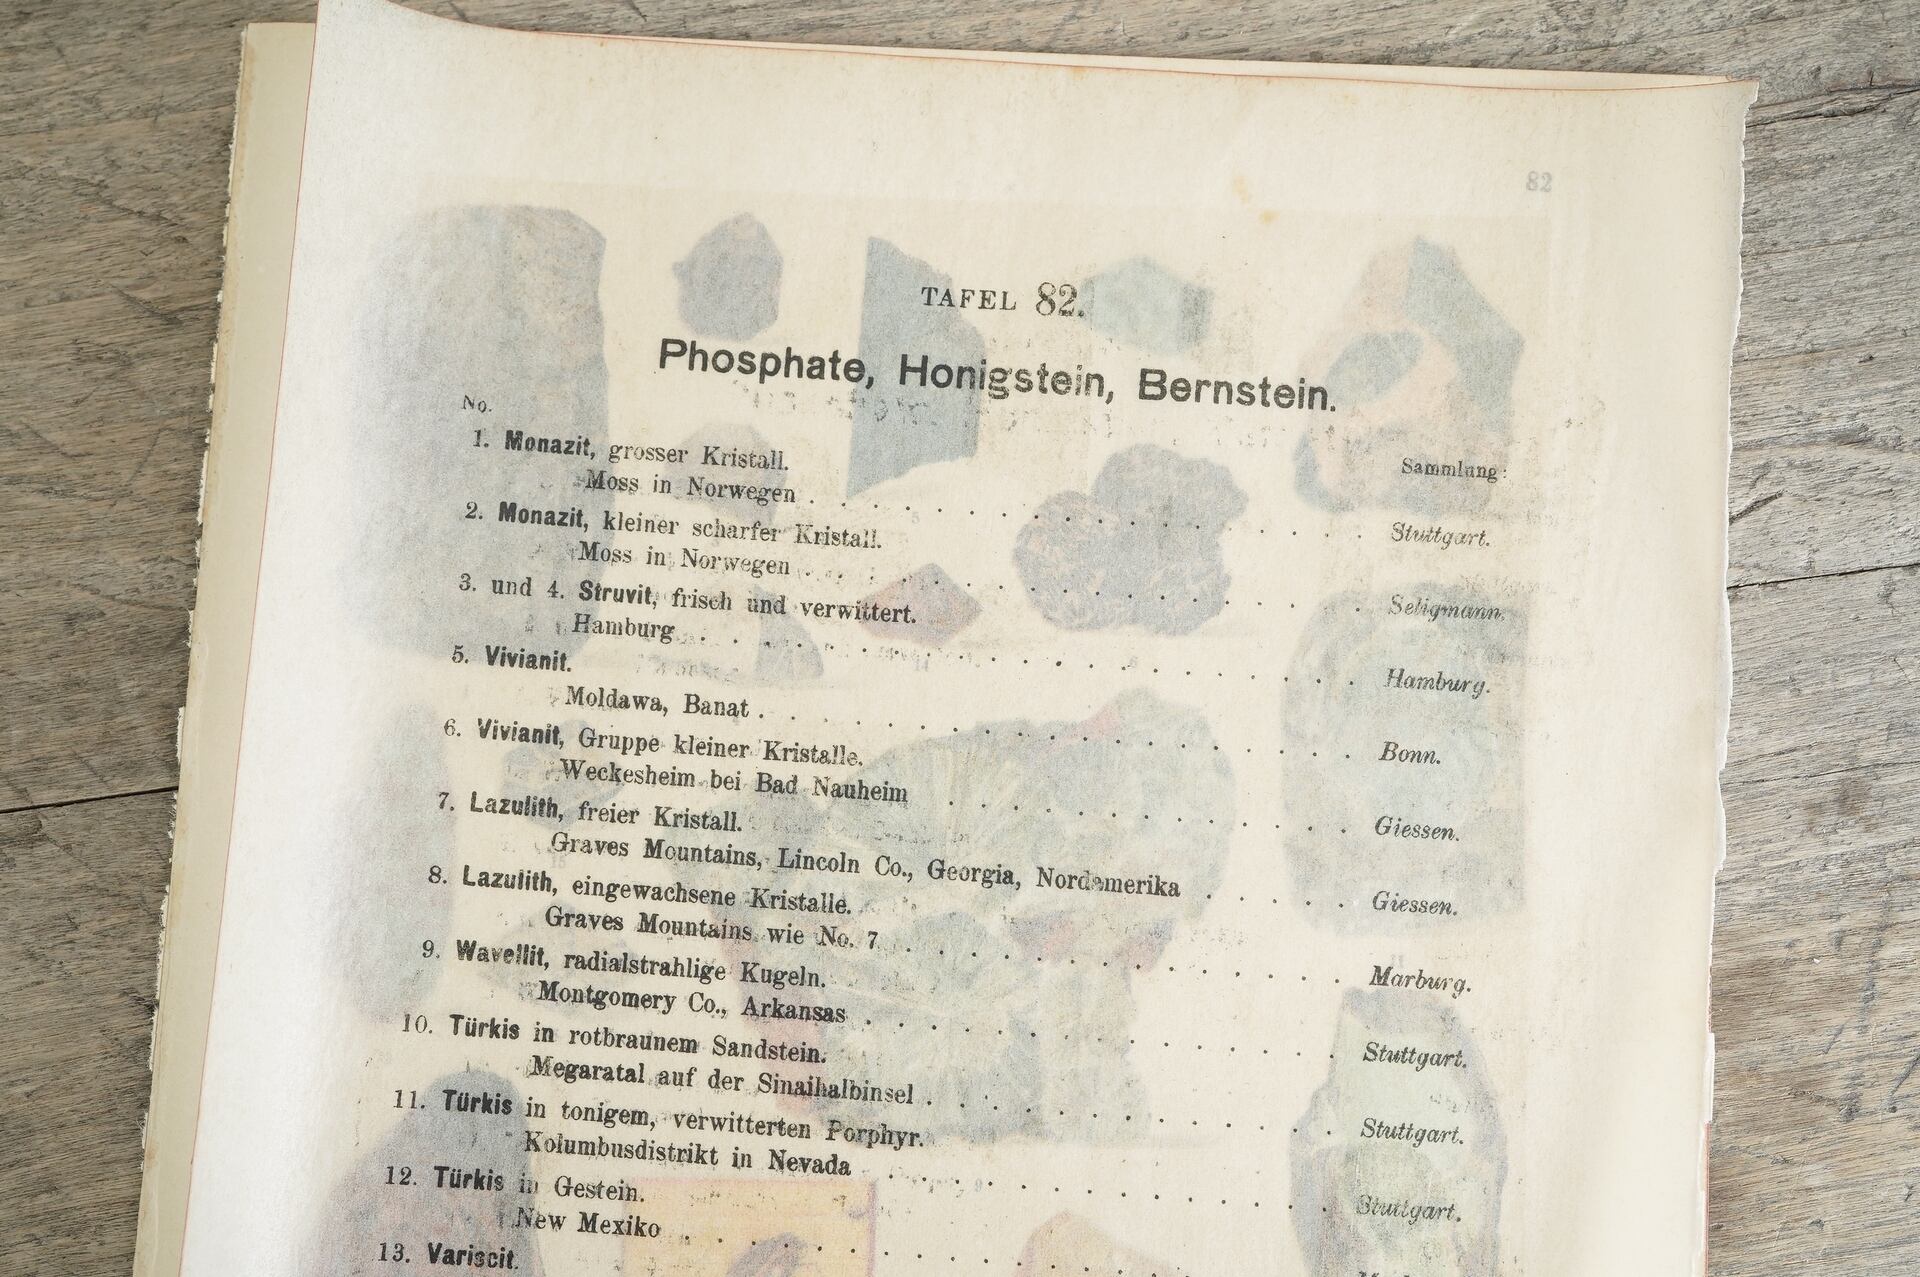 82
TAFEL 82.
Phosphate, Honigstein, Bernstein.
No.
Sammlung:
1. Monazit, grosser Kristall.
Moss in Norwegen . . . . . . . . . . Stuttgart.
2. Monazit, kleiner scharfer Kristall.
Moss in Norwegen . . . . . . . . . . Seligmann.
3. und 4. Struvit, frisch und verwittert.
Hamburg . . . . . . . . . . Hamburg.
5. Vivianit.
Moldawa, Banat . . . . . . . . . . Bonn.
6. Vivianit, Gruppe kleiner Kristalle.
Weckesheim bei Bad Nauheim . . . . . . . . . . Giessen.
7. Lazulith, freier Kristall.
Graves Mountains, Lincoln Co., Georgia, Nordamerika . . . . . Giessen.
8. Lazulith, eingewachsene Kristalle.
Graves Mountains wie No. 7 . . . . . . . . . . Marburg.
9. Wavellit, radialstrahlige Kugeln.
Montgomery Co., Arkansas . . . . . . . . . . Stuttgart.
10. Türkis in rotbraunem Sandstein.
Megaratal auf der Sinaihalbinsel . . . . . . . . . . Stuttgart.
11. Türkis in tonigem, verwitterten Porphyr.
Kolumbusdistrikt in Nevada . . . . . . . . . . Stuttgart.
12. Türkis in Gestein.
New Mexiko . . . . . . . . . .
13. Variscit.